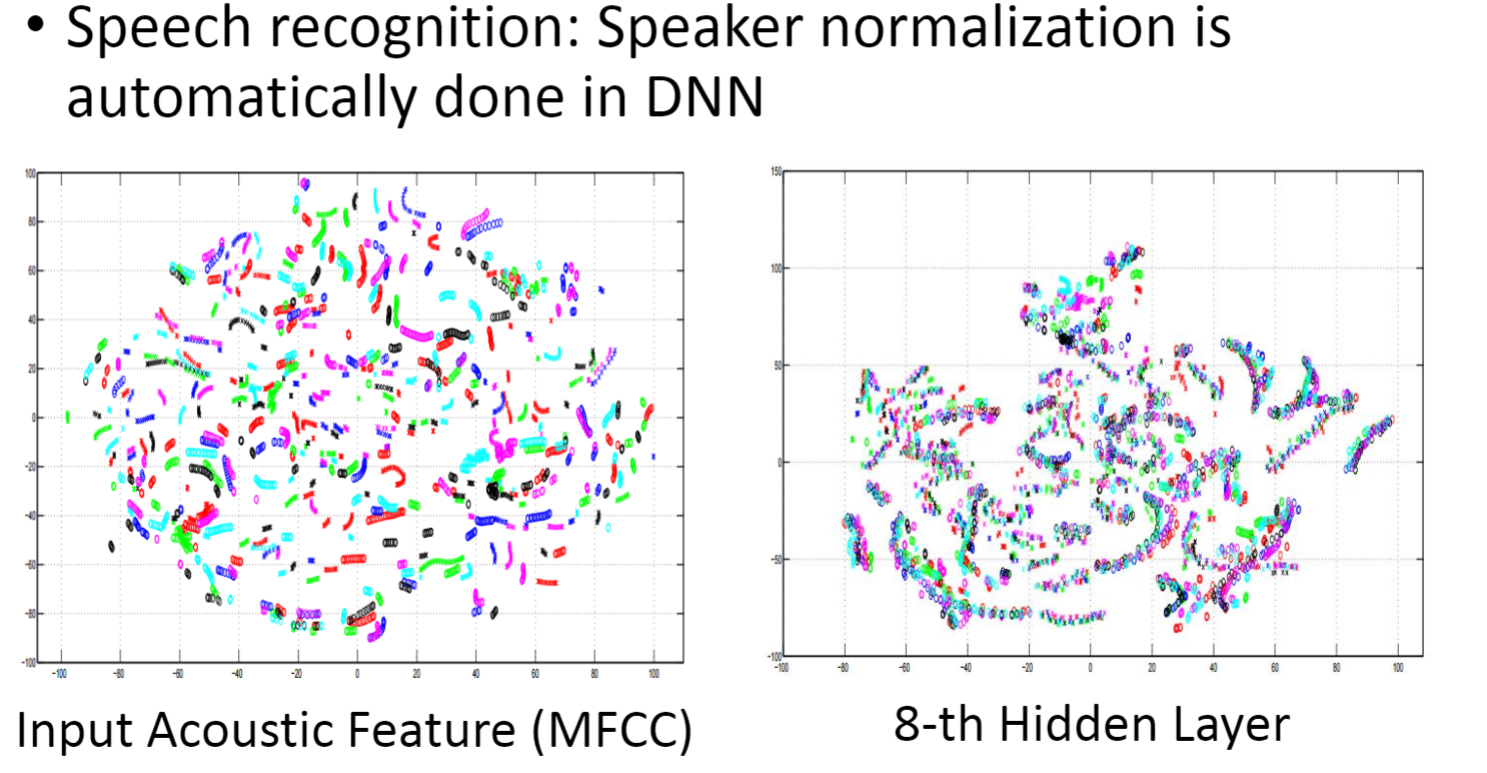 • Speech recognition: Speaker normalization is
automatically done in DNN
100
80
60
40
20
0
−20
−40
−60
−80
−100
−100 −80 −60 −40 −20 0 20 40 60 80 100
150
100
50
0
−50
−100
−100 −80 −60 −40 −20 0 20 40 60 80 100
Input Acoustic Feature (MFCC)
8-th Hidden Layer